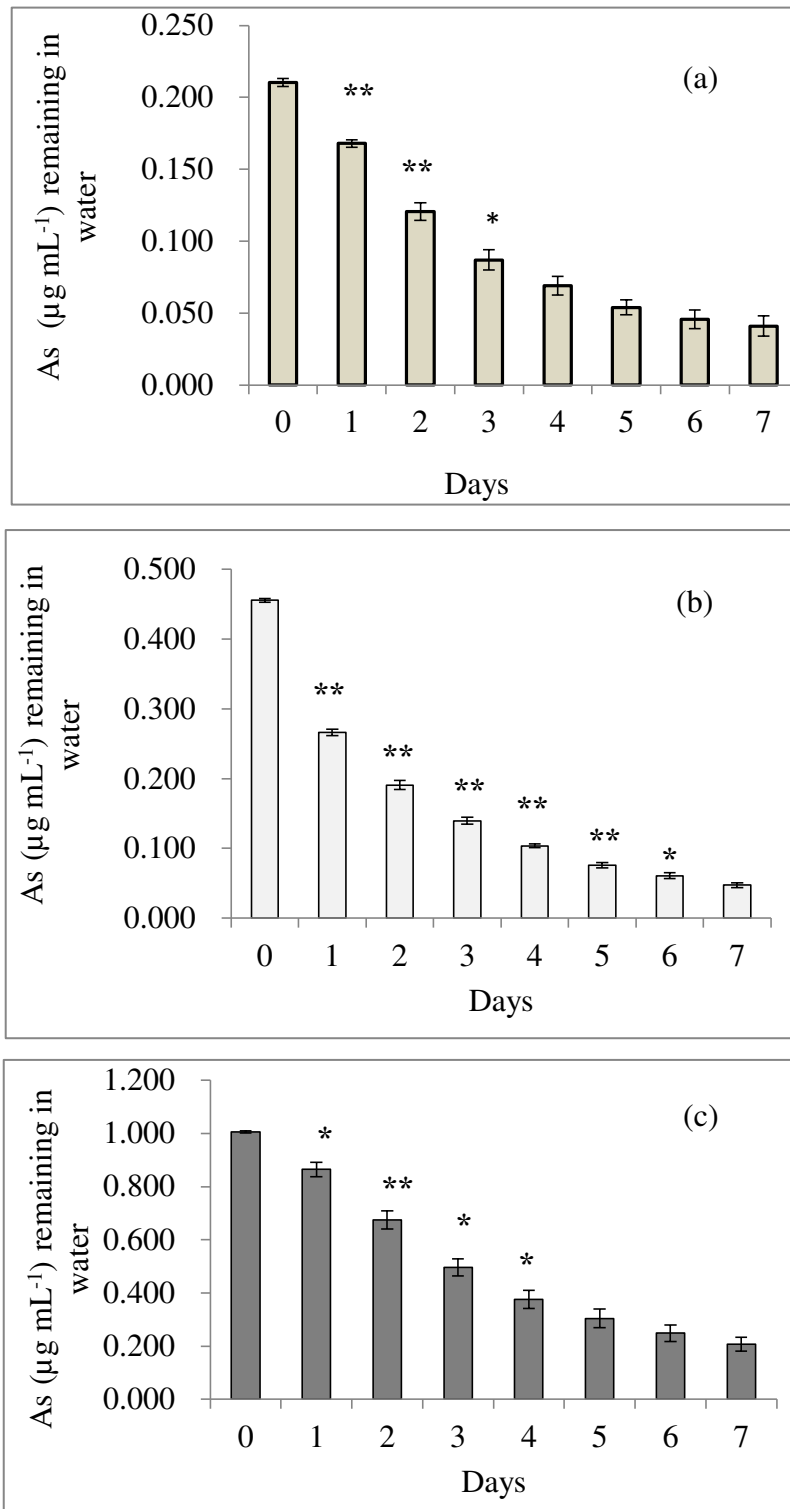 As (µg mL-1) remaining in
water
0.250
0.200
0.150
0.100
0.050
0.000
(a)
**
**
*
0 1 2 3 4 5 6 7
Days
As (µg mL-1) remaining in
water
0.500
0.400
0.300
0.200
0.100
0.000
(b)
**
**
**
**
**
*
0 1 2 3 4 5 6 7
Days
As (µg mL-1) remaining in
water
1.200
1.000
0.800
0.600
0.400
0.200
0.000
(c)
*
**
*
*
0 1 2 3 4 5 6 7
Days